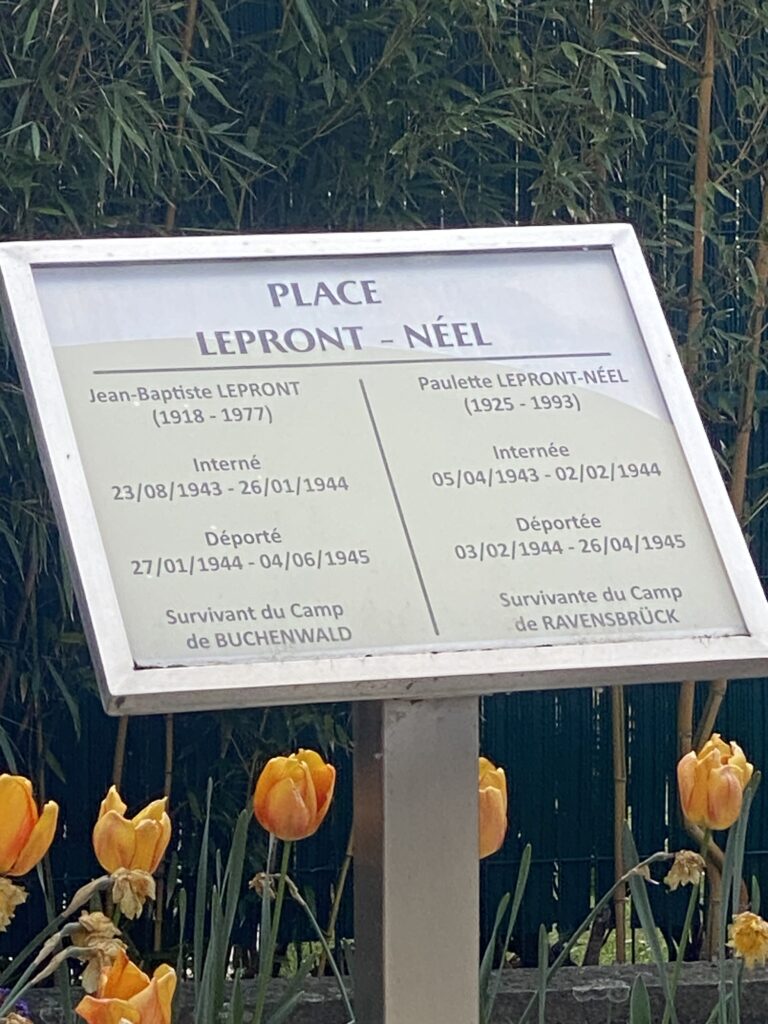 PLACE
LEPRONT - NÉEL
Jean-Baptiste LEPRONT
(1918 - 1977)
Interné
23/08/1943 - 26/01/1944
Déporté
27/01/1944 - 04/06/1945
Survivant du Camp
de BUCHENWALD
Paulette LEPRONT-NÉEL
(1925 - 1993)
Internée
05/04/1943 - 02/02/1944
Déportée
03/02/1944 - 26/04/1945
Survivante du Camp
de RAVENSBRÜCK